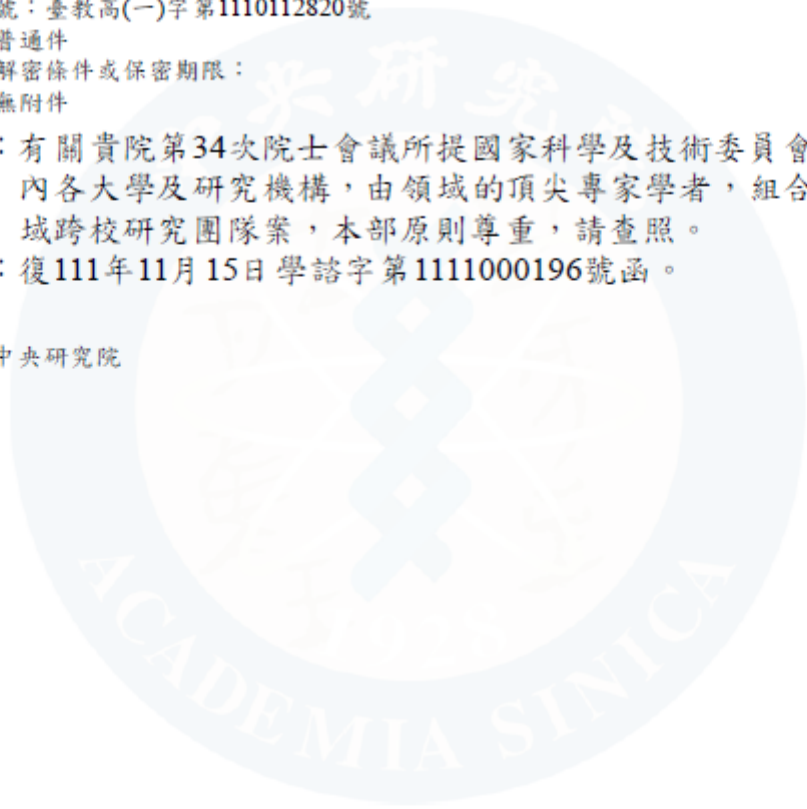 號：臺教高(一)字第1110112820號
普通件
解密條件或保密期限：
無附件
：有關貴院第34次院士會議所提國家科學及技術委員會
內各大學及研究機構，由領域的頂尖專家學者，組合
域跨校研究團隊案，本部原則尊重，請查照。
：復111年11月15日學諮字第1111000196號函。
中央研究院
中央研究院
1928
ACADEMIA SINICA